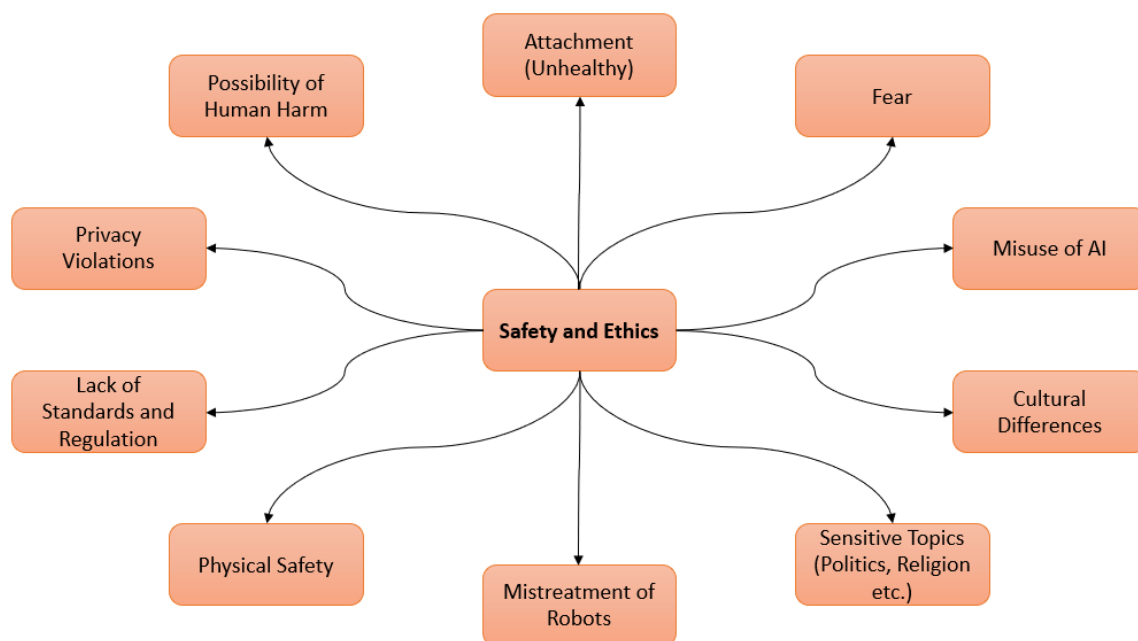 Attachment
(Unhealthy)
Possibility of
Human Harm
Fear
Privacy
Violations
Misuse of AI
Safety and Ethics
Lack of
Standards and
Regulation
Cultural
Differences
Physical Safety
Mistreatment of
Robots
Sensitive Topics
(Politics, Religion
etc.)